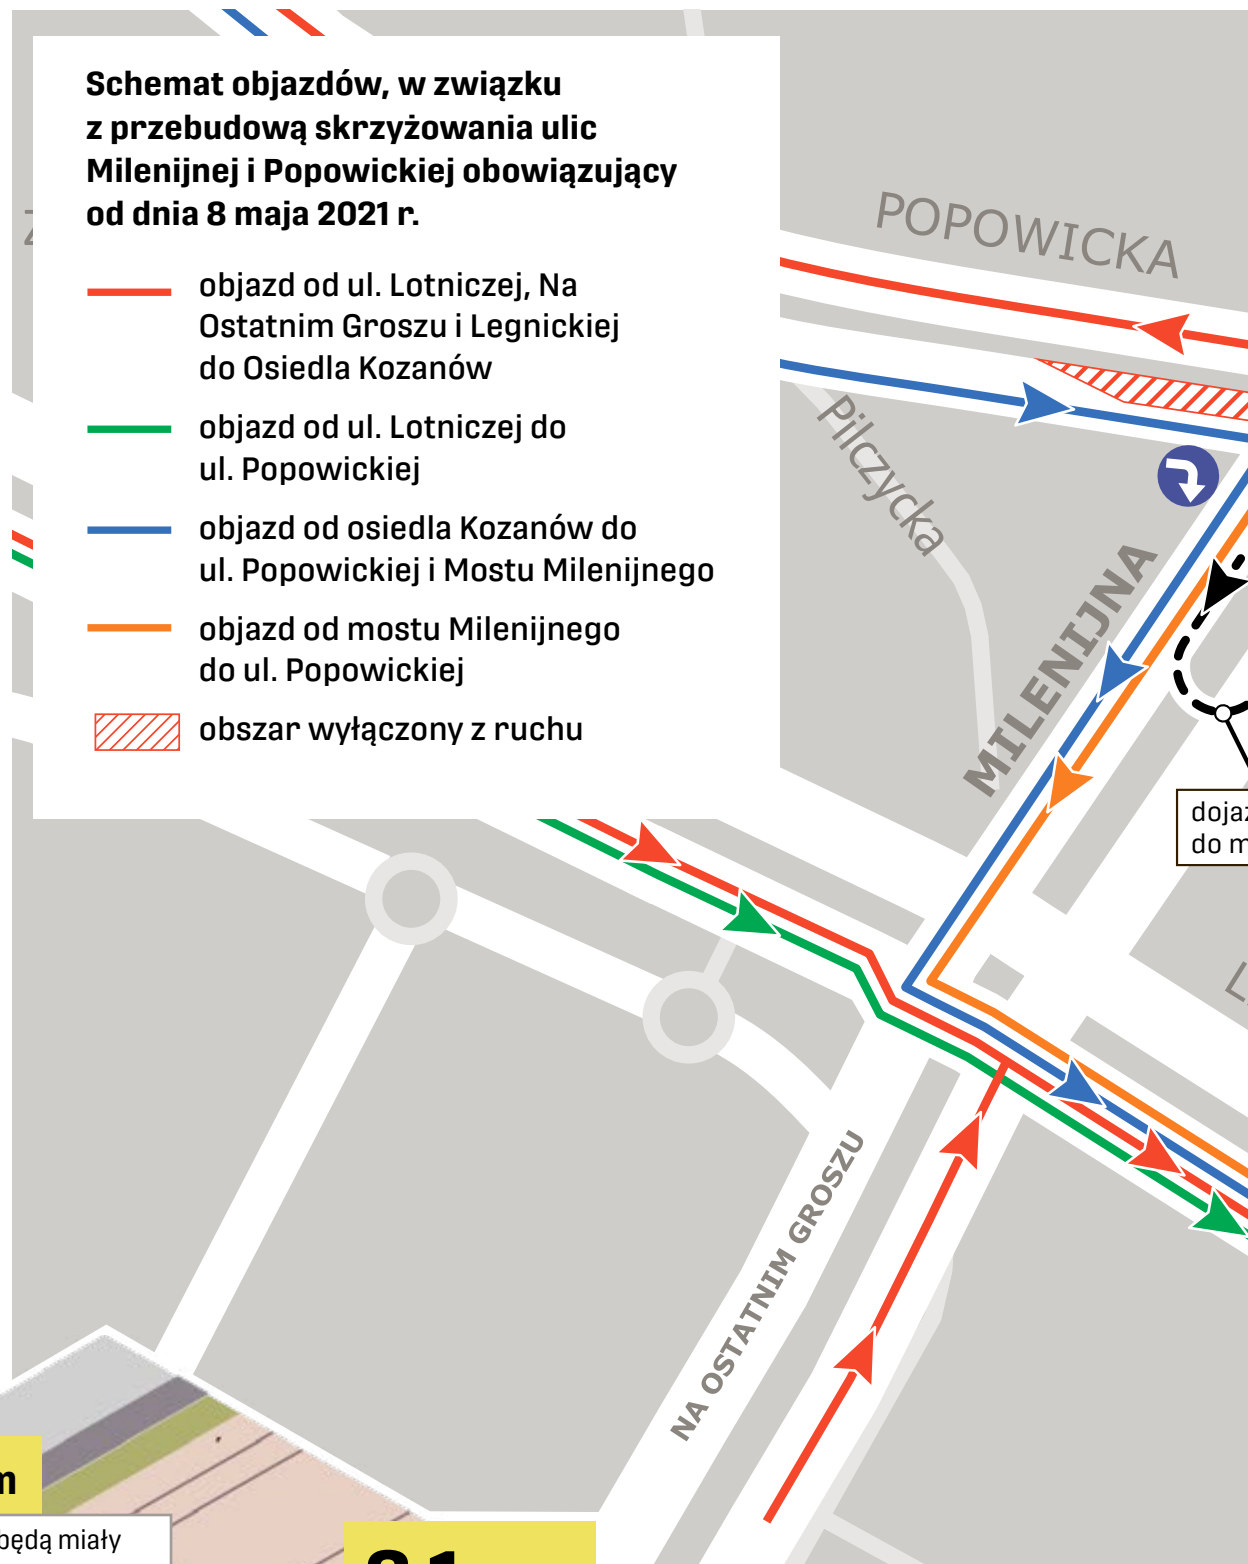 Schemat objazdów, w związku
z przebudową skrzyżowania ulic
Milenijnej i Popowickiej obowiązujący
od dnia 8 maja 2021 r.
objazd od ul. Lotniczej, Na
Ostatnim Groszu i Legnickiej
do Osiedla Kozanów
objazd od ul. Lotniczej do
ul. Popowickiej
objazd od osiedla Kozanów do
ul. Popowickiej i Mostu Milenijnego
objazd od mostu Milenijnego
do ul. Popowickiej
obszar wyłączony z ruchu
POPOWICKA
Pilczycka
MILENIJNA
do m
NA OSTATNIM GROSZU
będą miały